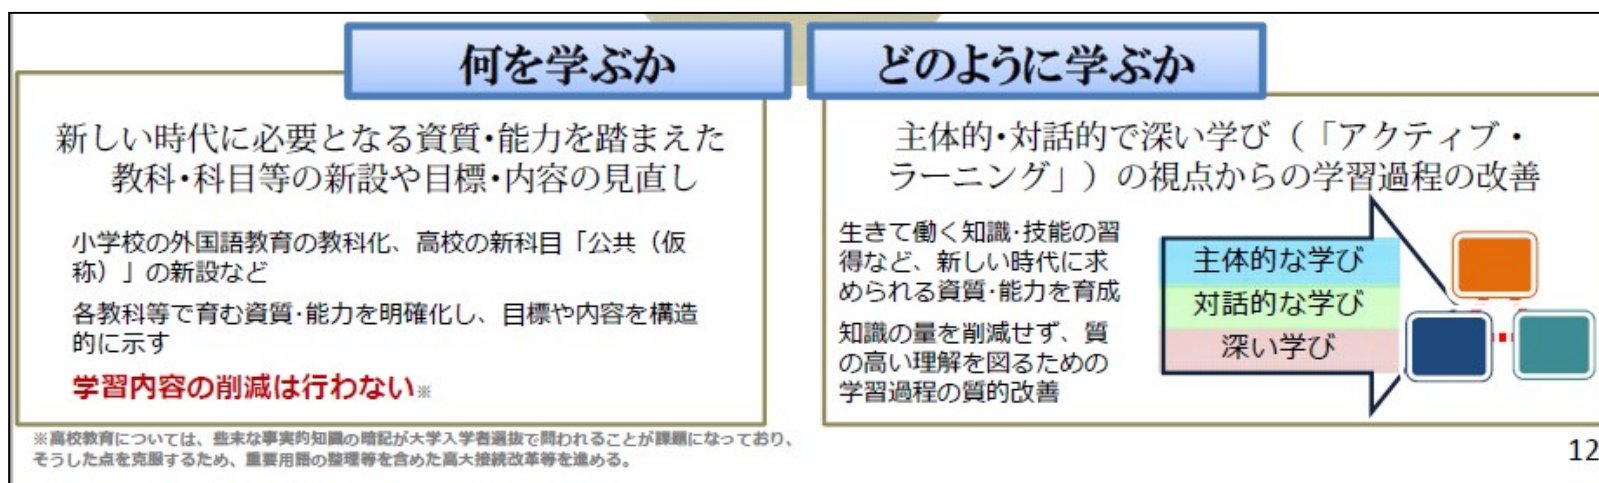 何を学ぶか
新しい時代に必要となる資質・能力を踏まえた
教科・科目等の新設や目標・内容の見直し
小学校の外国語教育の教科化、高校の新科目「公共（仮
称）」の新設など
各教科等で育む資質・能力を明確化し、目標や内容を構造
的に示す
学習内容の削減は行わない※
※高校教育については、些末な事実的知識の暗記が大学入学者選抜で問われることが課題になっており、
そうした点を克服するため、重要用語の整理等を含めた高大接続改革等を進める。
どのように学ぶか
主体的・対話的で深い学び（「アクティブ・
ラーニング」）の視点からの学習過程の改善
生きて働く知識・技能の習
得など、新しい時代に求
められる資質・能力を育成
知識の量を削減せず、質
の高い理解を図るための
学習過程の質的改善
主体的な学び
対話的な学び
深い学び
12